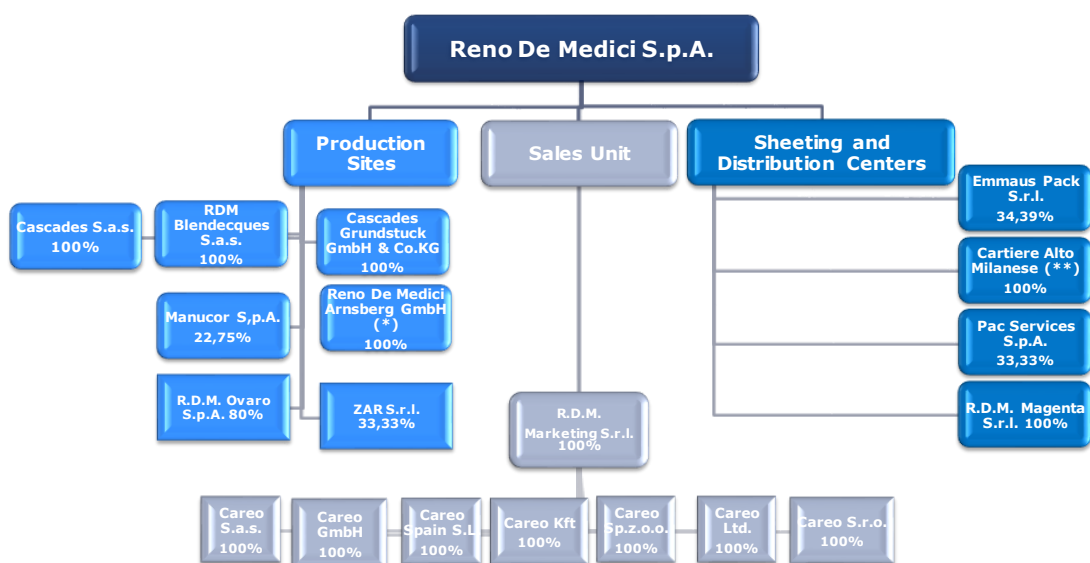 Reno De Medici S.p.A.
Production
Sites
Sales Unit
Sheeting and
Distribution Centers
Cascades S.a.s.
100%
RDM
Blendecques
S.a.s.
100%
Cascades
Grundstuck
GmbH & Co.KG
100%
Emmaus Pack
S.r.l.
34,39%
Cartiere Alto
Milanese (**)
100%
Manucor S,p.A.
22,75%
Reno De Medici
Arnsberg GmbH
(*)
100%
Pac Services
S.p.A.
33,33%
R.D.M. Ovaro
S.p.A. 80%
ZAR S.r.l.
33,33%
R.D.M.
Marketing S.r.l.
100%
R.D.M. Magenta
S.r.l. 100%
Careo
S.a.s.
100%
Careo
GmbH
100%
Careo
Spain S.L
100%
Careo Kft
100%
Careo
Sp.z.o.o.
100%
Careo
Ltd.
100%
Careo S.r.o.
100%